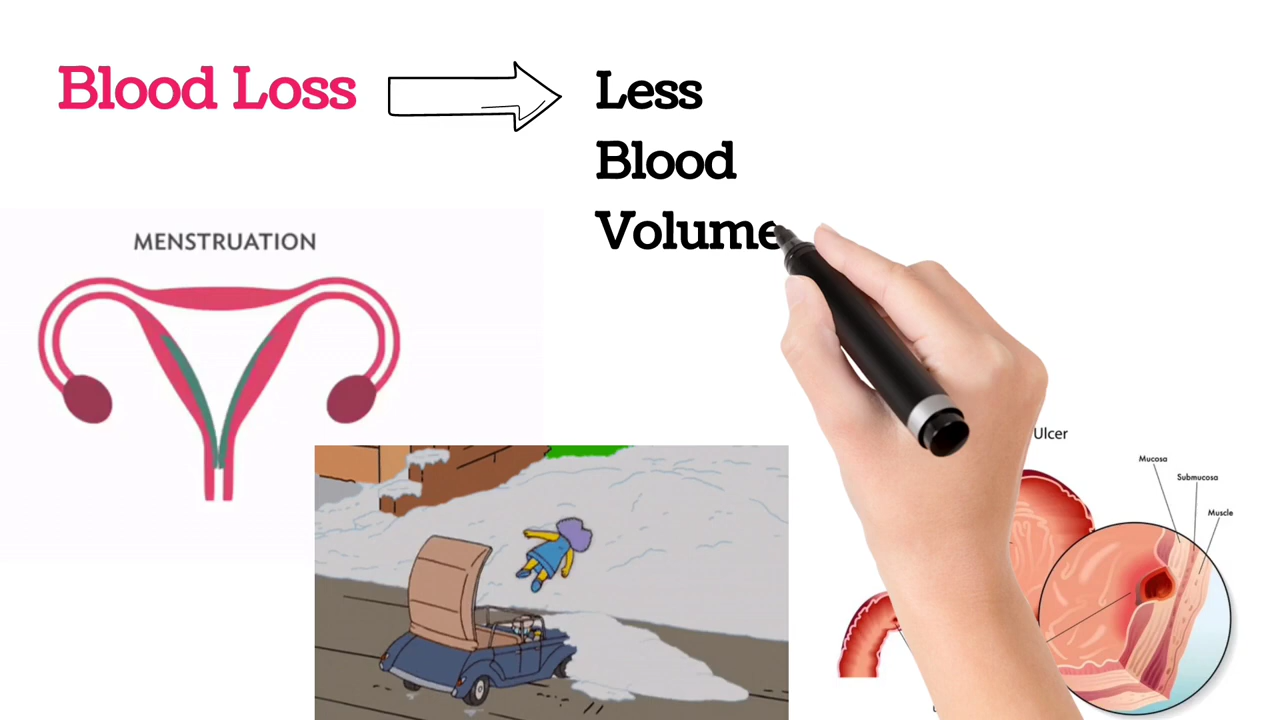 Blood Loss
Less
Blood
Volume
MENSTRUATION
Ulcer
Mucosa
Submucosa
Muscle